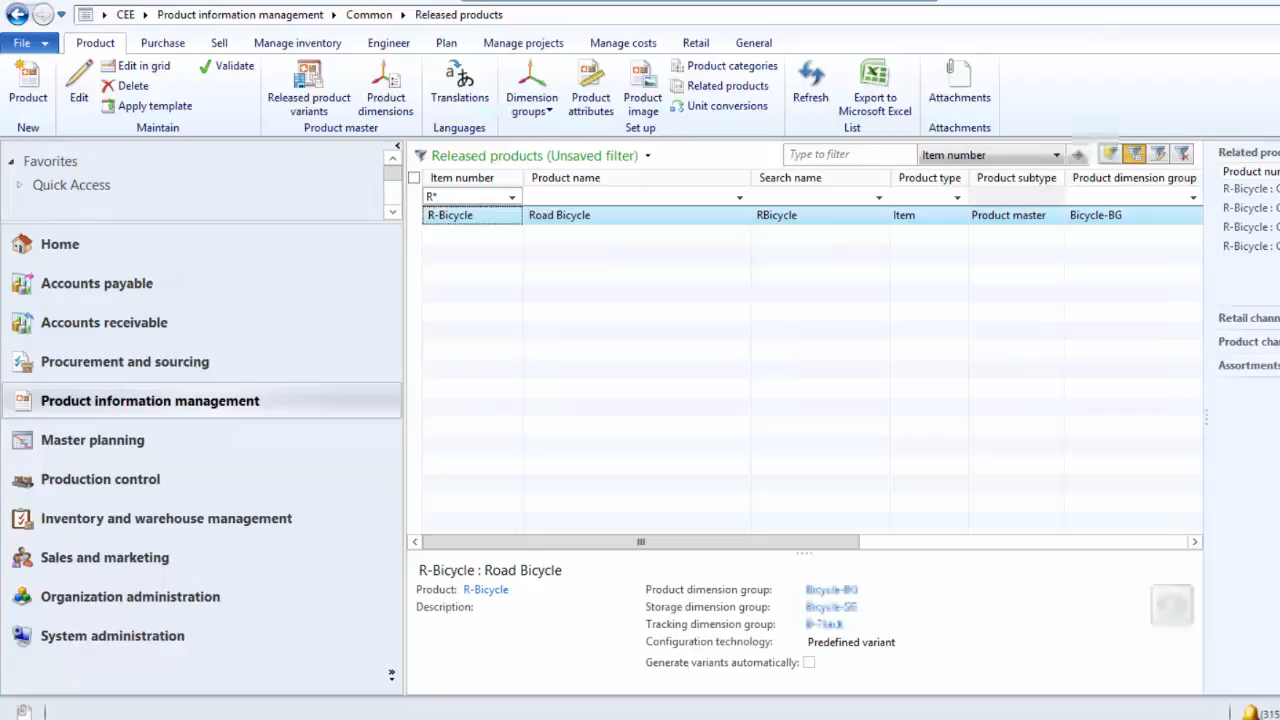 CEE Product information management Common Released products
File Product Purchase Sell Manage inventory Engineer Plan Manage projects Manage costs Retail General
Product
New
Edit
Edit in grid
Delete
Apply template
Validate
Maintain
Released product variants
Product dimensions
Product master
Translations
Languages
Dimension groups
Product attributes
Product image
Product categories
Related products
Unit conversions
Set up
Refresh
Export to Microsoft Excel
List
Attachments
Attachments
Favorites
Quick Access
Home
Accounts payable
Accounts receivable
Procurement and sourcing
Product information management
Master planning
Production control
Inventory and warehouse management
Sales and marketing
Organization administration
System administration
Released products (Unsaved filter)
Type to filter
Item number
Item number Product name Search name Product type Product subtype Product dimension group
R*
R-Bicycle Road Bicycle RBicycle Item Product master Bicycle-BG
R-Bicycle : Road Bicycle
Product: R-Bicycle
Description:
Product dimension group: Bicycle-BG
Storage dimension group:
Tracking dimension group:
Configuration technology: Predefined variant
Generate variants automatically:
Related
Product
R-Bicycle :
R-Bicycle :
R-Bicycle :
R-Bicycle :
Retail
Product
Assortments
(315